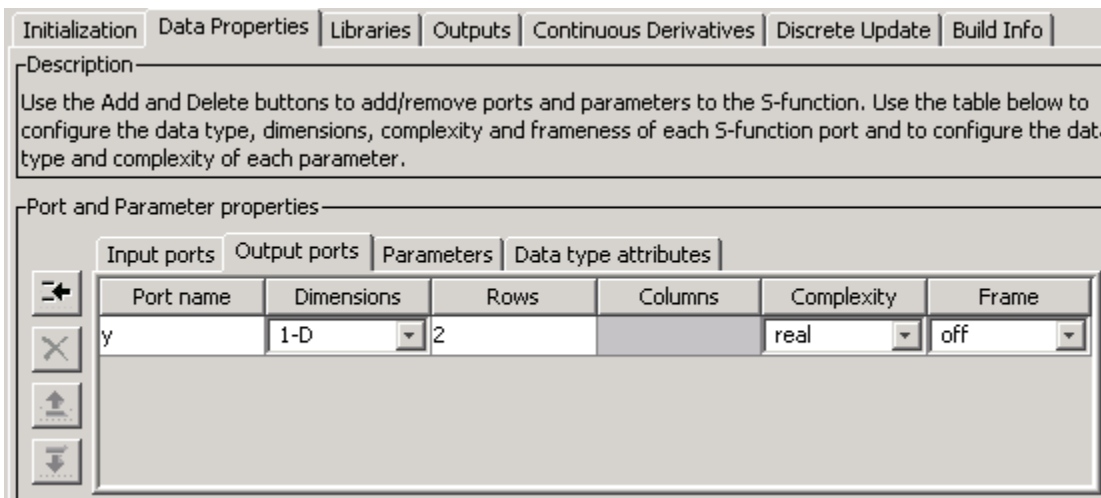 Initialization Data Properties Libraries Outputs Continuous Derivatives Discrete Update Build Info
Description
Use the Add and Delete buttons to add/remove ports and parameters to the S-function. Use the table below to
configure the data type, dimensions, complexity and frameness of each S-function port and to configure the data
type and complexity of each parameter.
Port and Parameter properties
Input ports Output ports Parameters Data type attributes
Port name Dimensions Rows Columns Complexity Frame
y 1-D 2 real off